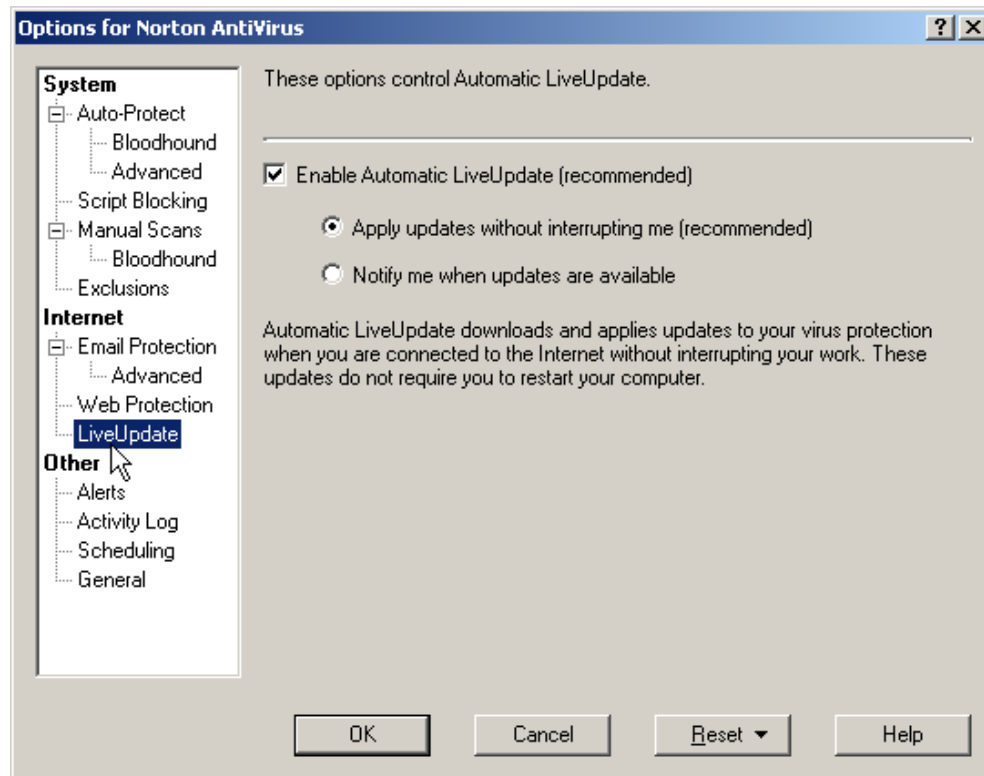 Options for Norton AntiVirus
System
Auto-Protect
Bloodhound
Advanced
Script Blocking
Manual Scans
Bloodhound
Exclusions
Internet
Email Protection
Advanced
Web Protection
LiveUpdate
Other
Alerts
Activity Log
Scheduling
General
These options control Automatic LiveUpdate.
Enable Automatic LiveUpdate (recommended)
Apply updates without interrupting me (recommended)
Notify me when updates are available
Automatic LiveUpdate downloads and applies updates to your virus protection
when you are connected to the Internet without interrupting your work. These
updates do not require you to restart your computer.
OK
Cancel
Reset
Help